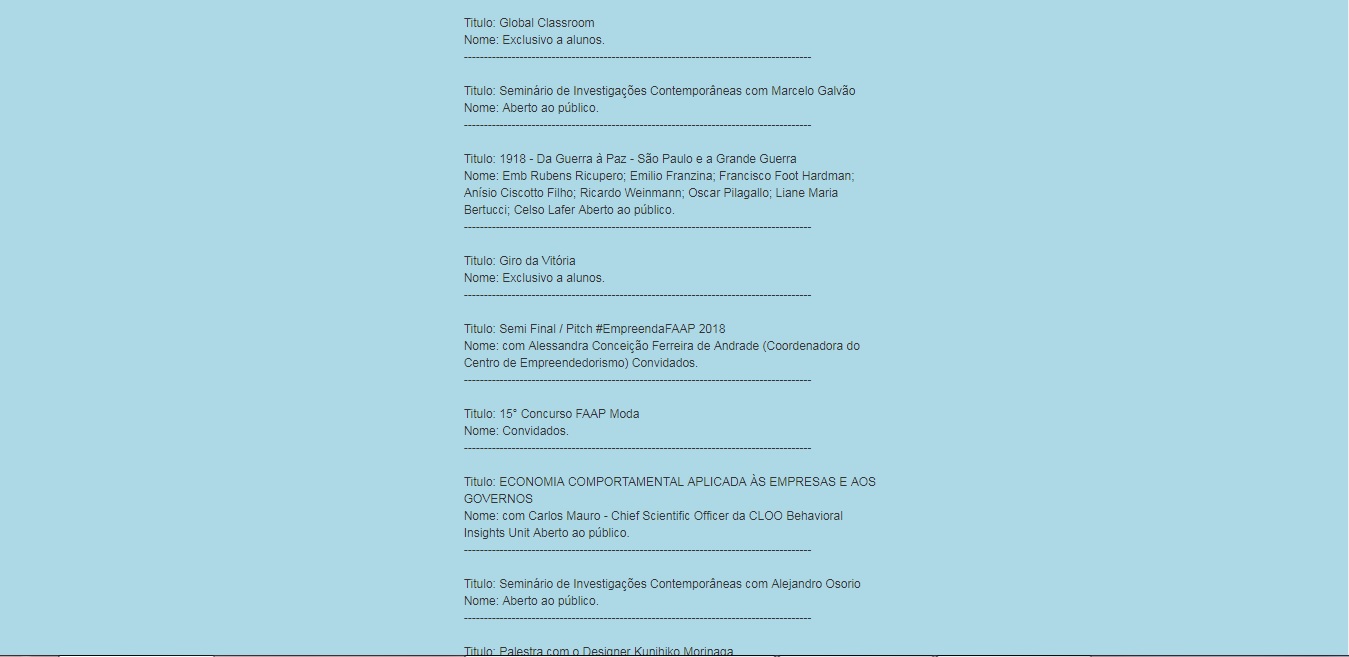 Titulo: Global Classroom
Nome: Exclusivo a alunos.
---------------------------------------------------------------------------------------
Titulo: Seminário de Investigações Contemporâneas com Marcelo Galvão
Nome: Aberto ao público.
---------------------------------------------------------------------------------------
Titulo: 1918 - Da Guerra à Paz - São Paulo e a Grande Guerra
Nome: Emb Rubens Ricupero; Emilio Franzina; Francisco Foot Hardman;
Anísio Ciscotto Filho; Ricardo Weinmann; Oscar Pilagallo; Liane Maria
Bertucci; Celso Lafer Aberto ao público.
---------------------------------------------------------------------------------------
Titulo: Giro da Vitória
Nome: Exclusivo a alunos.
---------------------------------------------------------------------------------------
Titulo: Semi Final / Pitch #EmpreendaFAAP 2018
Nome: com Alessandra Conceição Ferreira de Andrade (Coordenadora do
Centro de Empreendedorismo) Convidados.
---------------------------------------------------------------------------------------
Titulo: 15° Concurso FAAP Moda
Nome: Convidados.
---------------------------------------------------------------------------------------
Titulo: ECONOMIA COMPORTAMENTAL APLICADA ÀS EMPRESAS E AOS
GOVERNOS
Nome: com Carlos Mauro - Chief Scientific Officer da CLOO Behavioral
Insights Unit Aberto ao público.
---------------------------------------------------------------------------------------
Titulo: Seminário de Investigações Contemporâneas com Alejandro Osorio
Nome: Aberto ao público.
---------------------------------------------------------------------------------------
Titulo: Palestra com o Designer Kunihiko Morinaga